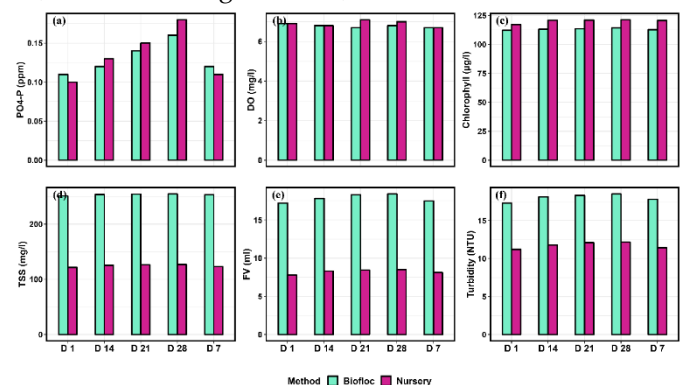 (a)
PO4-P (ppm)
0.15
0.10
0.05
0.00
(b)
DO (mg/l)
6
4
2
0
(c)
Chlorophyll (µg/l)
125
100
75
50
25
0
(d)
TSS (mg/l)
200
100
0
D 1 D 14 D 21 D 28 D 7
(e)
FV (ml)
15
10
5
0
D 1 D 14 D 21 D 28 D 7
(f)
Turbidity (NTU)
15
10
5
0
D 1 D 14 D 21 D 28 D 7
Method Biofloc Nursery